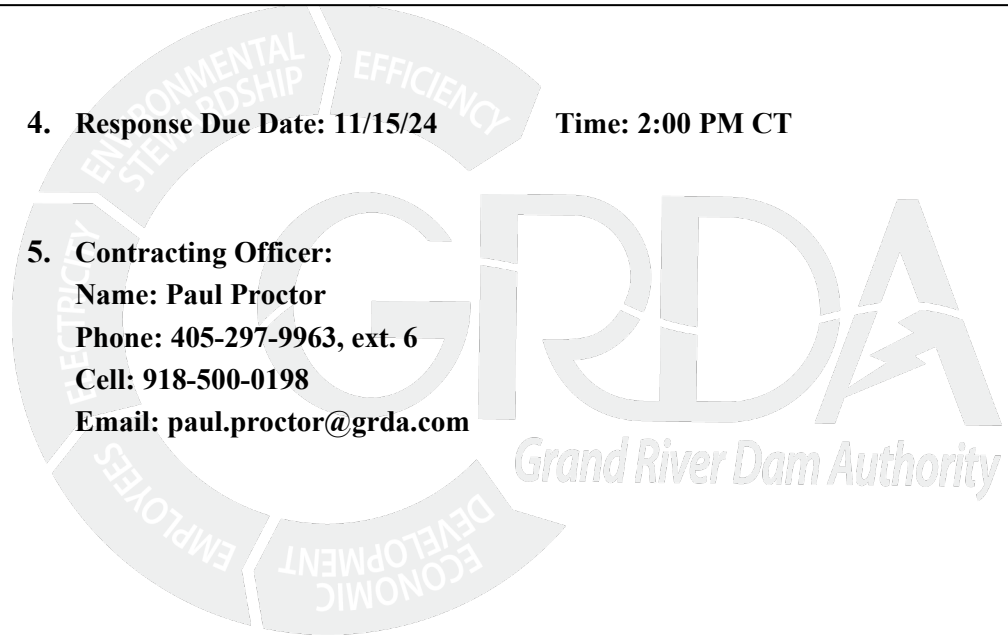 4. Response Due Date: 11/15/24 Time: 2:00 PM CT
5. Contracting Officer:
Name: Paul Proctor
Phone: 405-297-9963, ext. 6
Cell: 918-500-0198
Email: paul.proctor@grda.com
ENVIRONMENTAL
STEWARDSHIP
EFFICIENCY
ELECTRICITY
EMPLOYEES
ECONOMIC
DEVELOPMENT
GRDA
Grand River Dam Authority